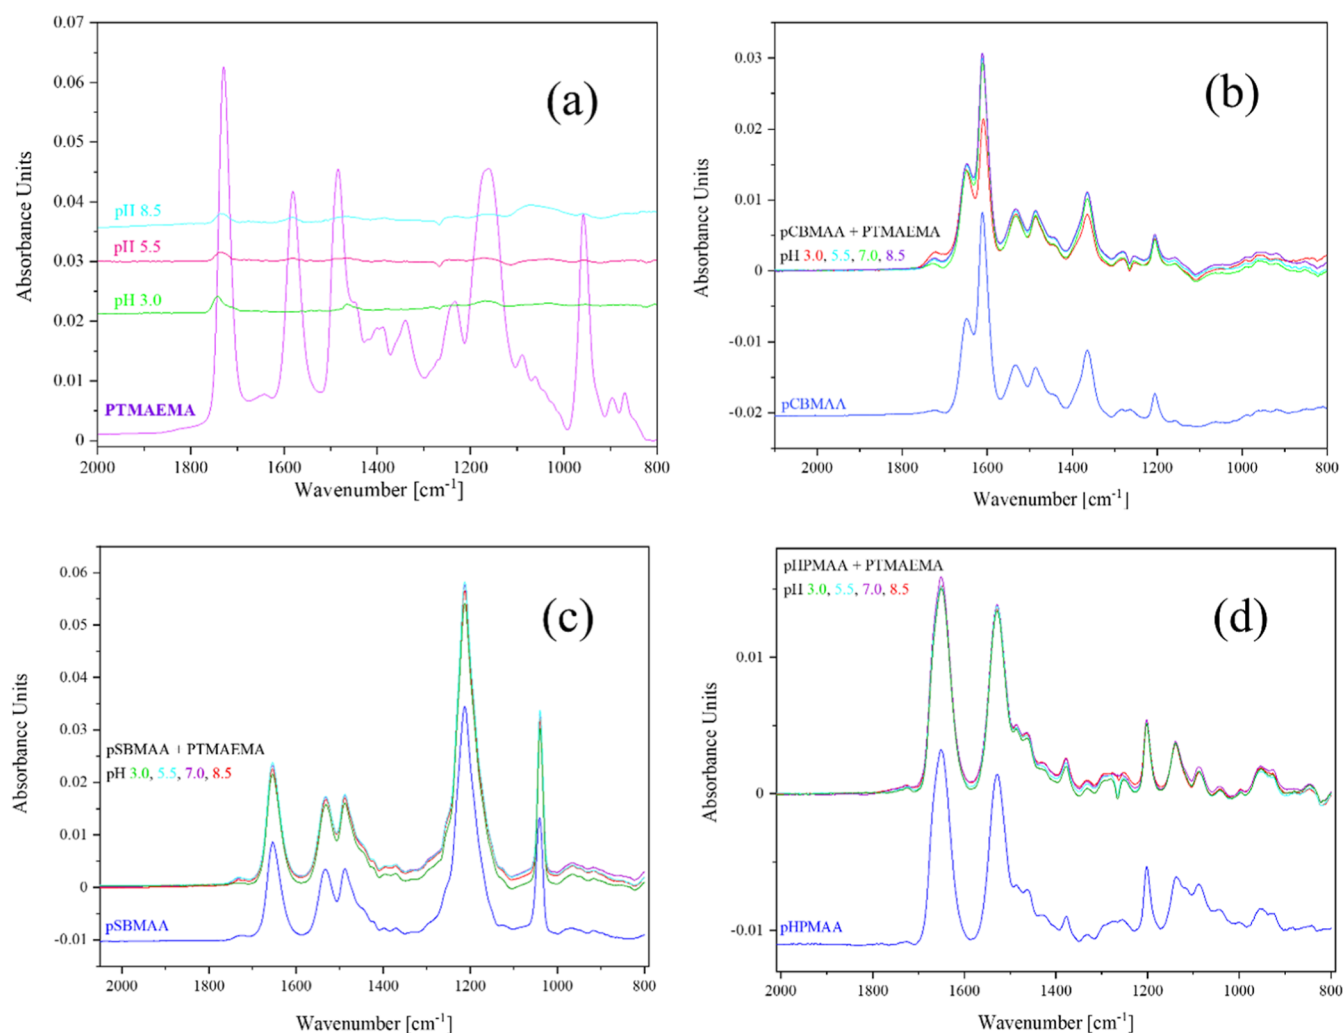 (a)
Absorbance Units
0.07
0.06
0.05
0.04
0.03
0.02
0.01
0
pH 8.5
pH 5.5
pH 3.0
PTMAEMA
2000 1800 1600 1400 1200 1000 800
Wavenumber [cm-1]
(b)
Absorbance Units
0.03
0.02
0.01
0
-0.01
-0.02
pCBMAA + PTMAEMA
pH 3.0, 5.5, 7.0, 8.5
pCBMAA
2000 1800 1600 1400 1200 1000 800
Wavenumber [cm-1]
(c)
Absorbance Units
0.06
0.05
0.04
0.03
0.02
0.01
0
-0.01
pSBMAA + PTMAEMA
pH 3.0, 5.5, 7.0, 8.5
pSBMAA
2000 1800 1600 1400 1200 1000 800
Wavenumber [cm-1]
(d)
Absorbance Units
0.01
0
-0.01
pHPMAA + PTMAEMA
pH 3.0, 5.5, 7.0, 8.5
pHPMAA
2000 1800 1600 1400 1200 1000 800
Wavenumber [cm-1]